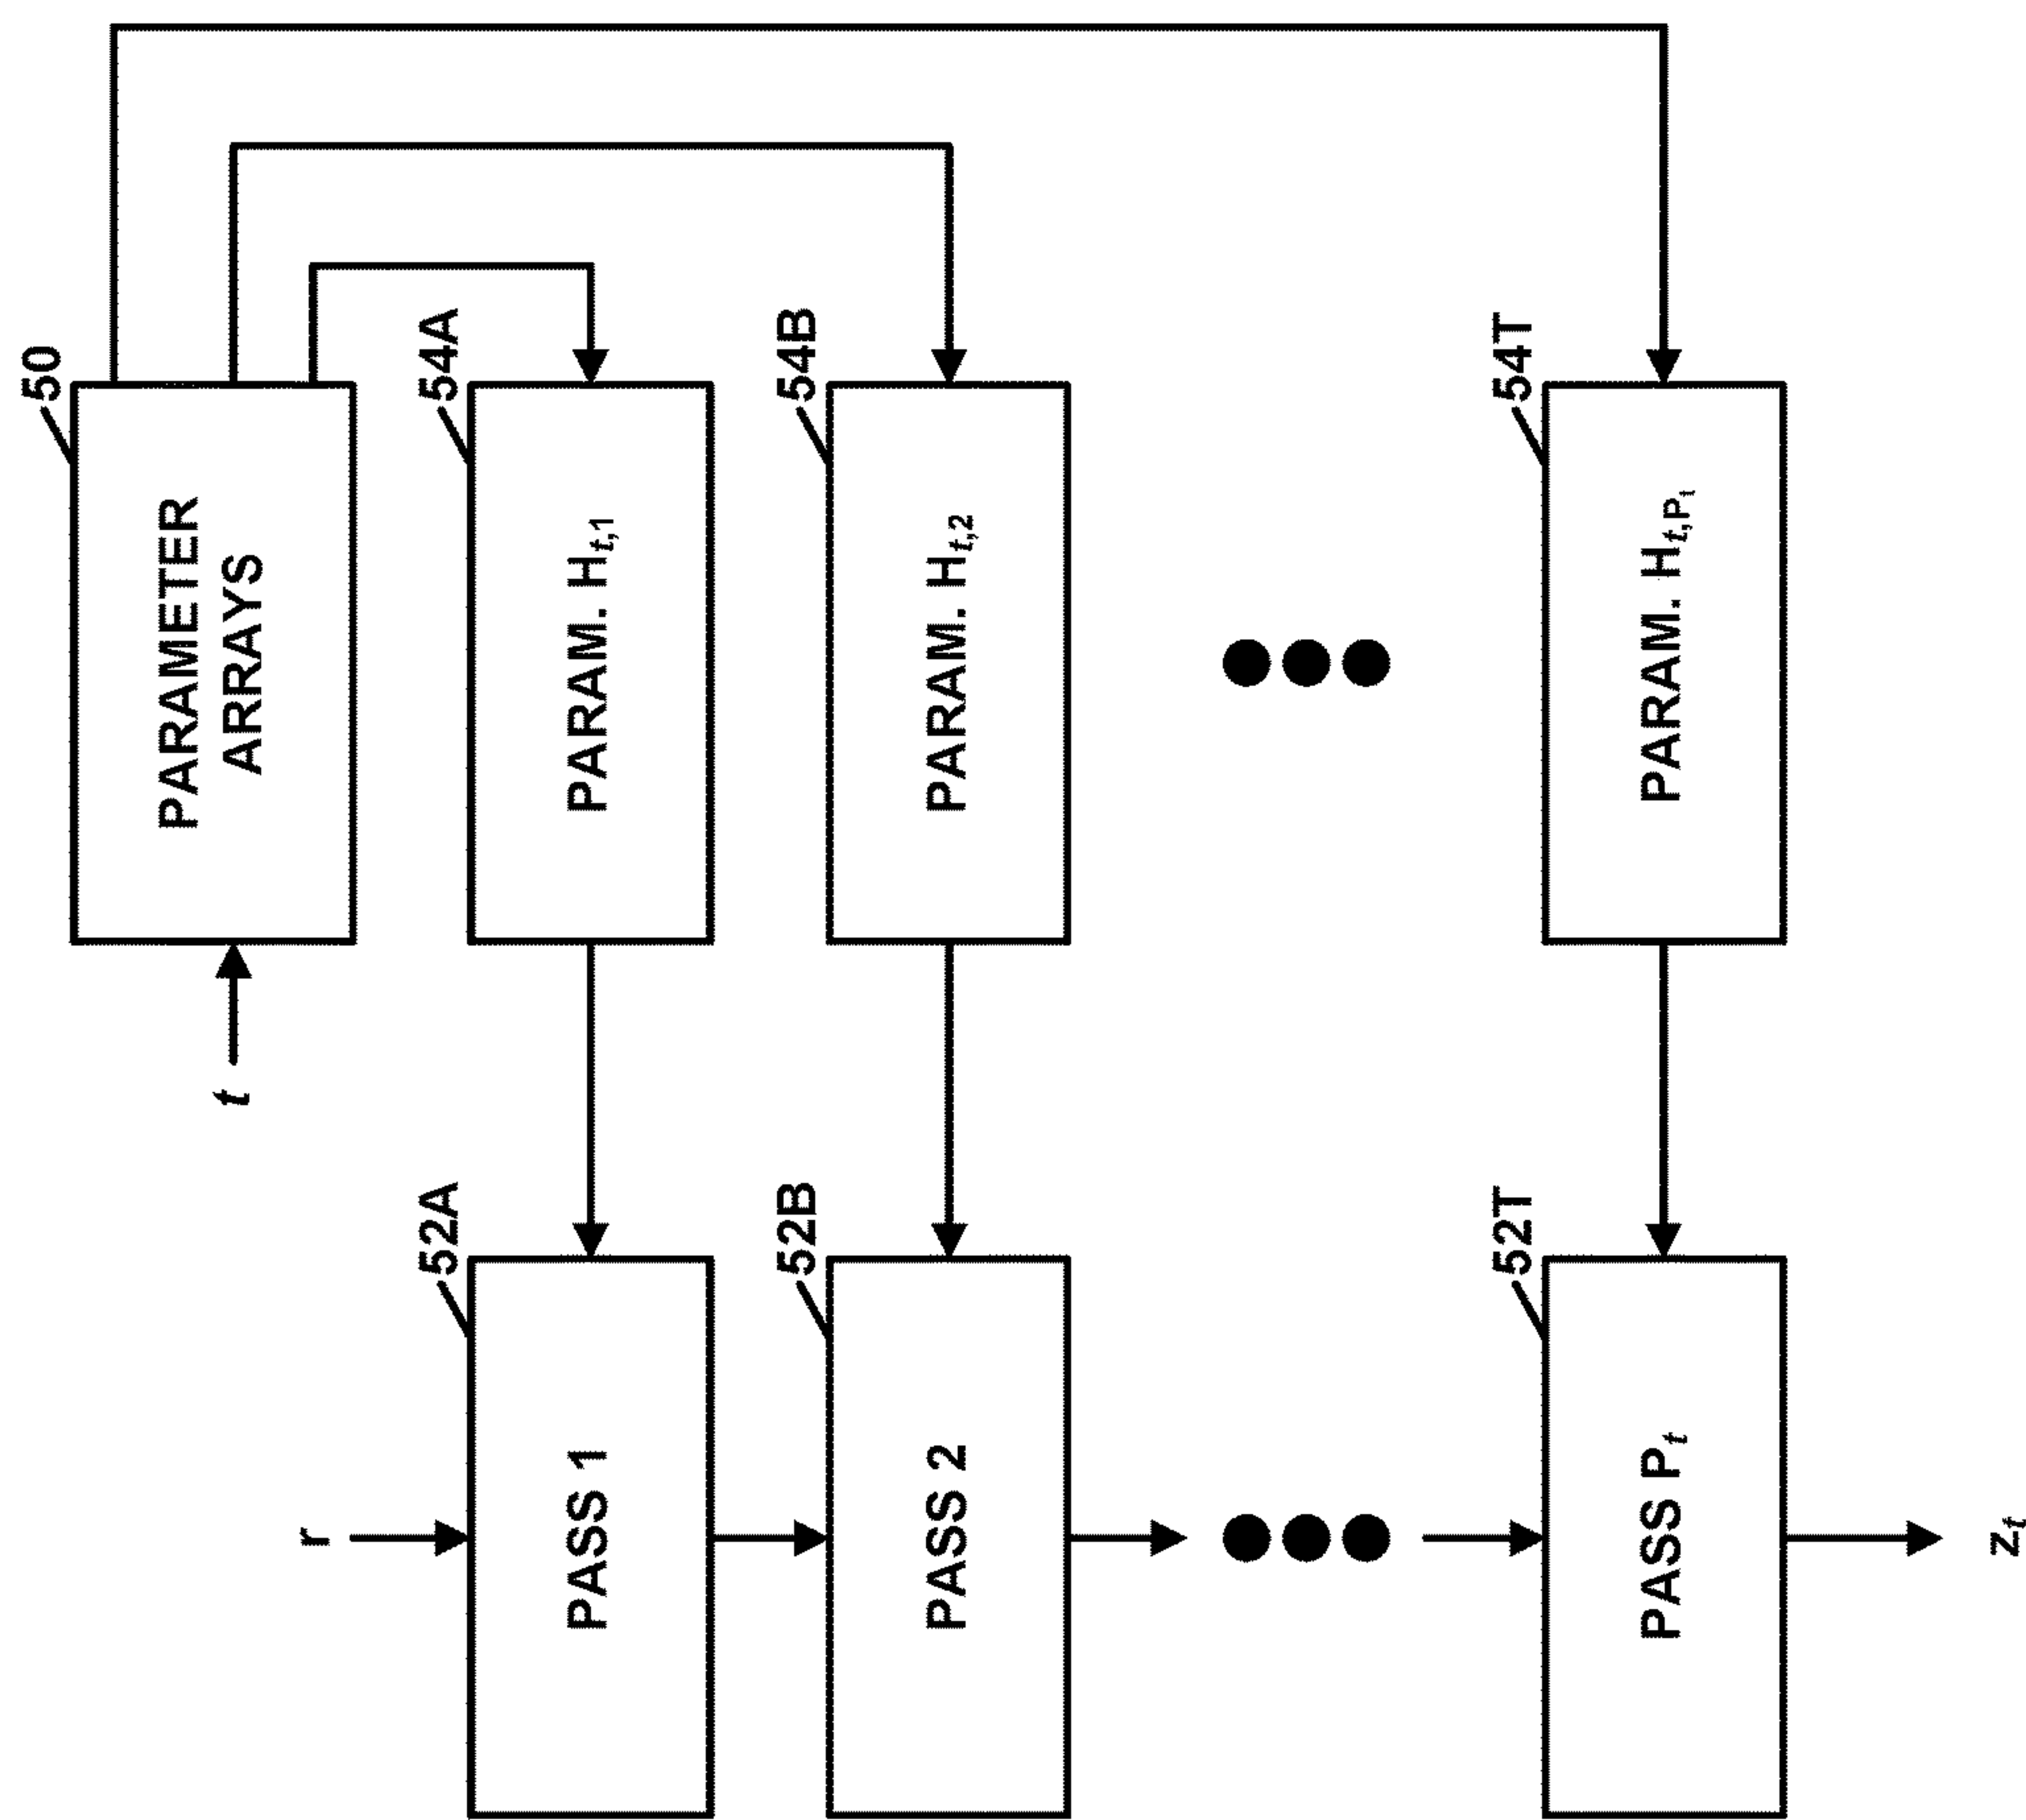 50
PARAMETER
ARRAYS
t
54A
PARAM. H_{t,1}
54B
PARAM. H_{t,2}
54T
PARAM. H_{t,P_t}
r
52A
PASS 1
52B
PASS 2
52T
PASS P_t
z_t